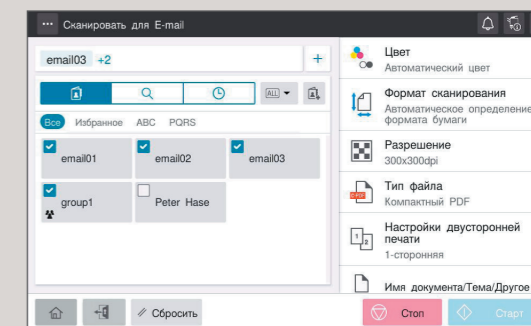 Сканировать для E-mail
email03 +2
+
ALL
Все Избранное ABC PQRS
email01
email02
email03
group1
Peter Hase
Цвет
Автоматический цвет
Формат сканирования
Автоматическое определение
формата бумаги
Разрешение
300x300dpi
Тип файла
Компактный PDF
Настройки двусторонней
печати
1-сторонняя
Имя документа/Тема/Другое
Сбросить
Стоп
Старт